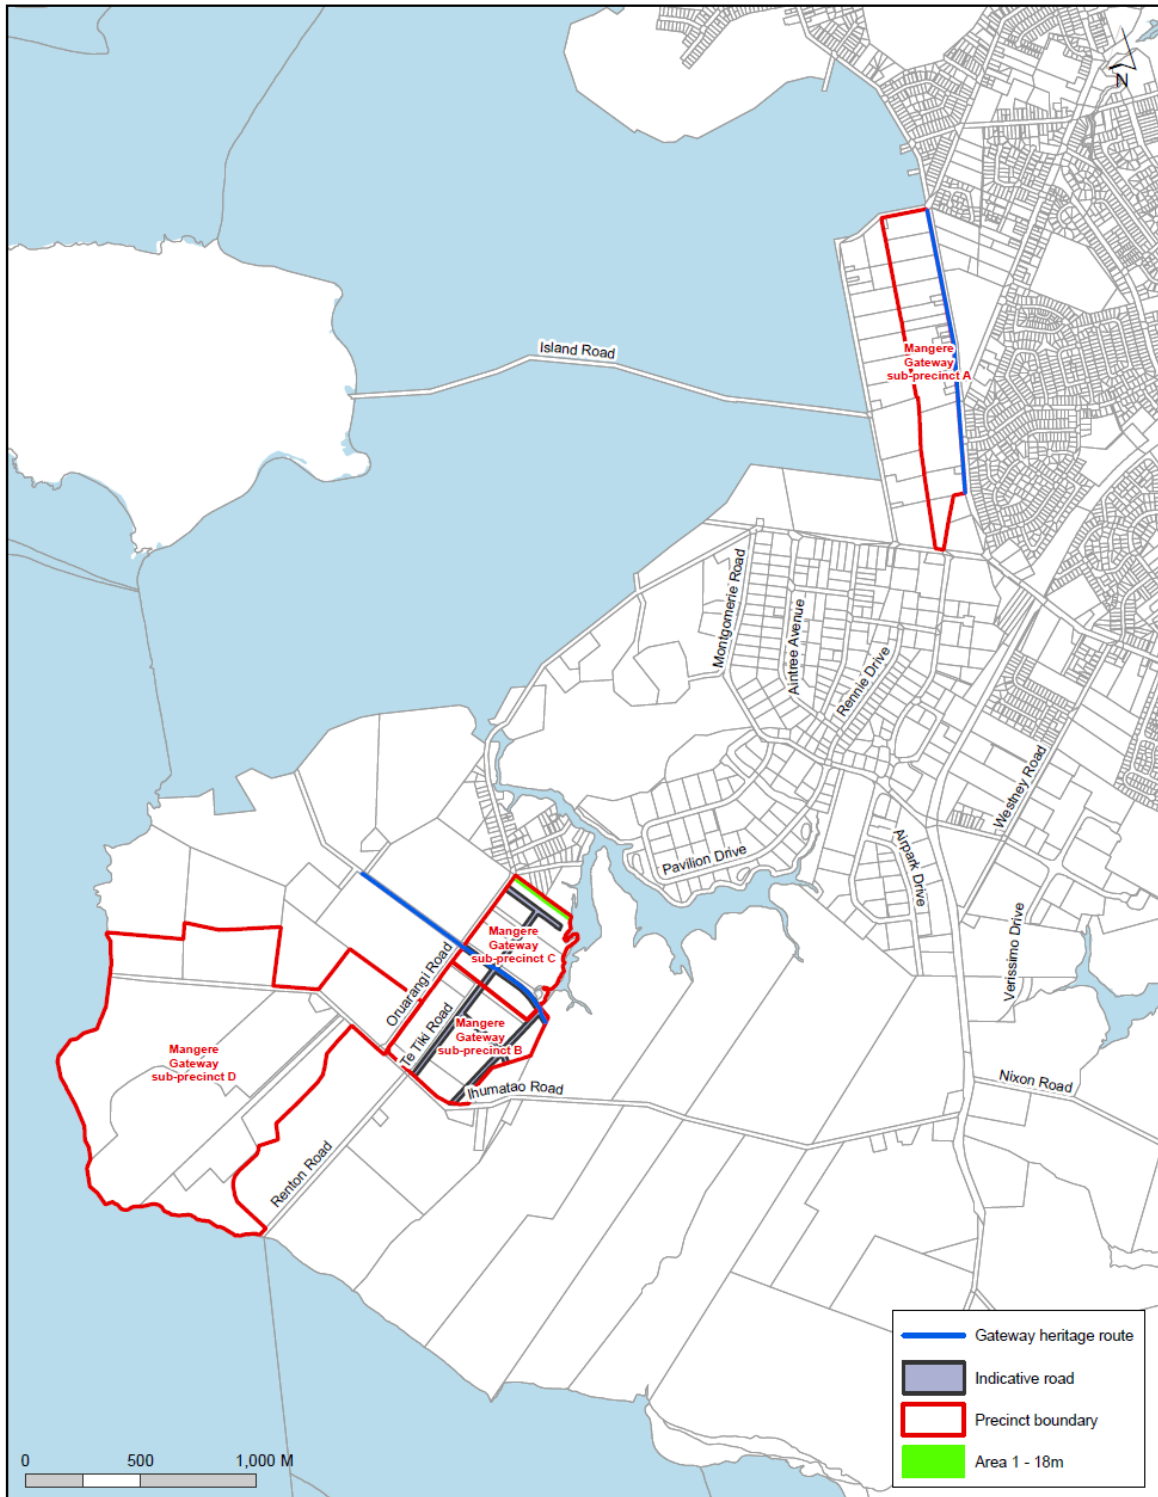 N
Island Road
Mangere
Gateway
sub-precinct A
Montgomerie Road
Aintree Avenue
Rennie Drive
Westney Road
Pavilion Drive
Airpark Drive
Verissimo Drive
Mangere
Gateway
sub-precinct C
Oruarangi Road
Te Tiki Road
Mangere
Gateway
sub-precinct B
Mangere
Gateway
sub-precinct D
Ihumatao Road
Nixon Road
Renton Road
Gateway heritage route
Indicative road
Precinct boundary
Area 1 - 18m
0 500 1,000 M